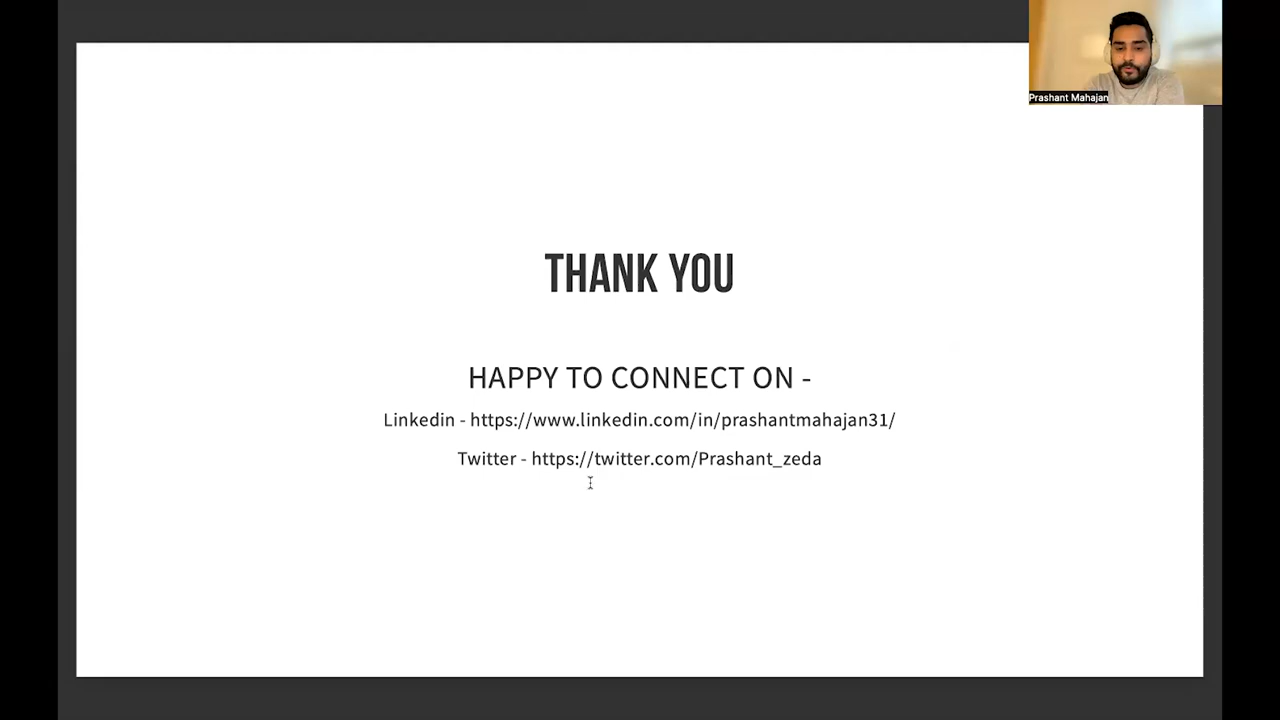 Prashant Mahajan
THANK YOU
HAPPY TO CONNECT ON -
Linkedin - https://www.linkedin.com/in/prashantmahajan31/
Twitter - https://twitter.com/Prashant_zeda